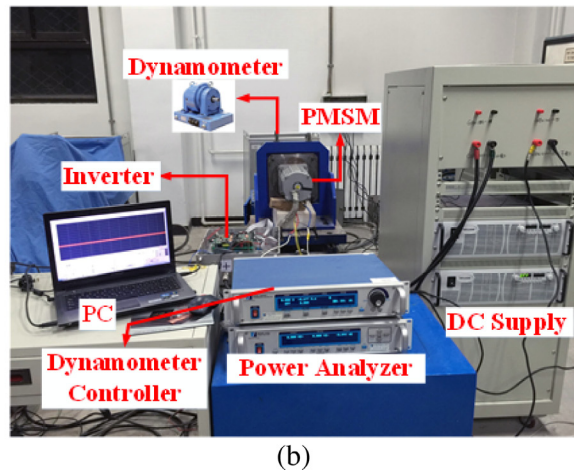 Dynamometer
PMSM
Inverter
PC
DC Supply
Dynamometer
Controller
Power Analyzer
(b)